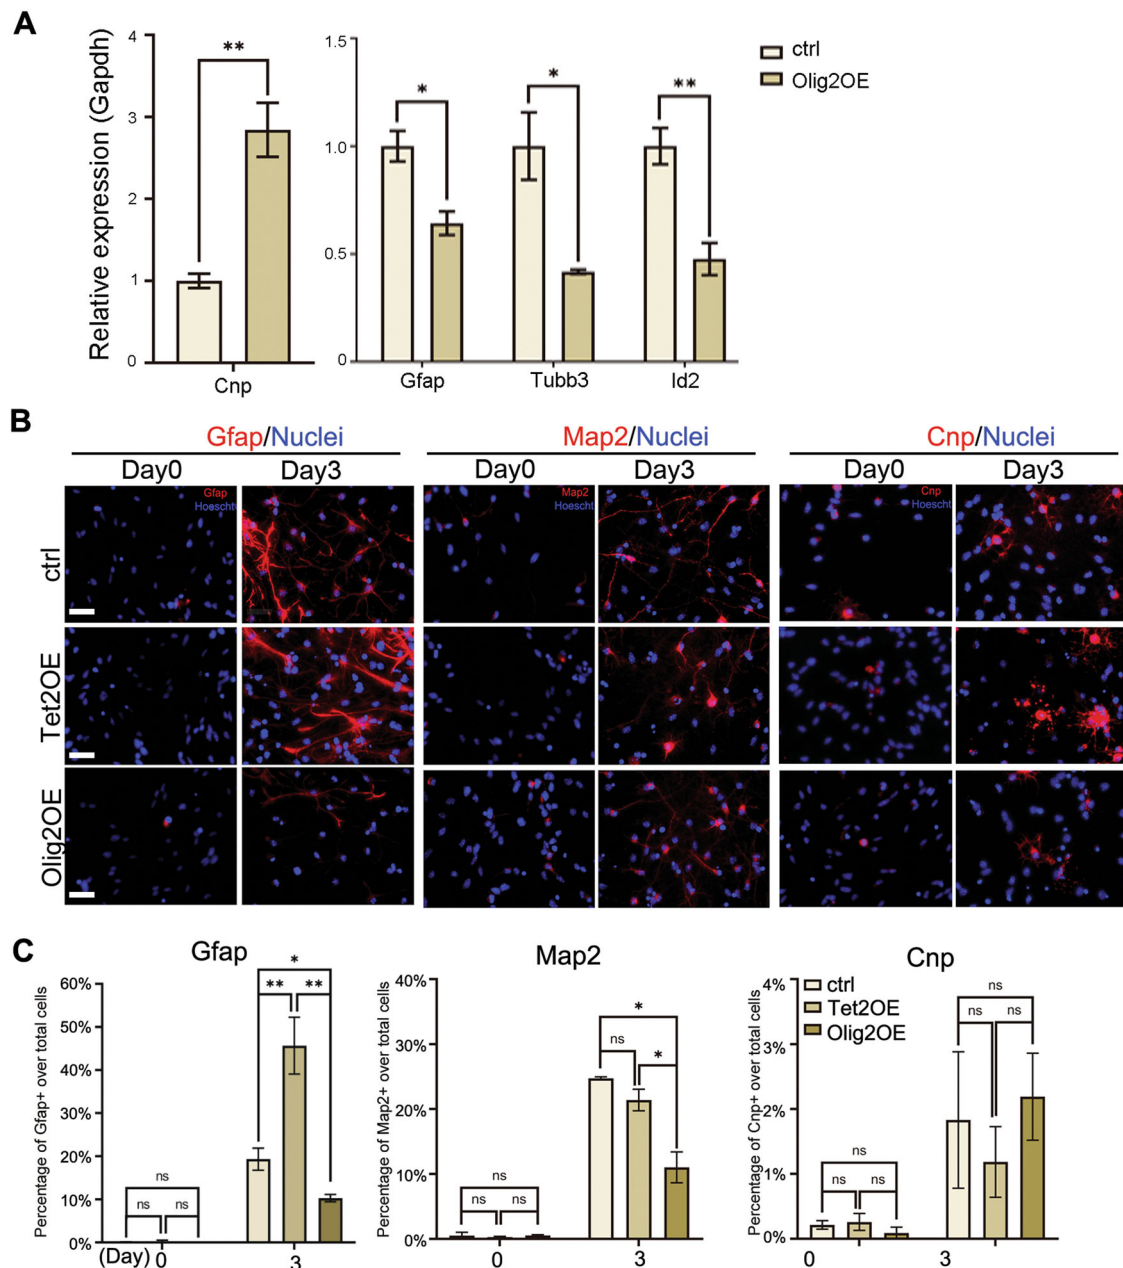 A
Relative expression (Gapdh)
4
3
2
1
0
**
Cnp
1.5
1.0
0.5
0
*
*
**
Gfap
Tubb3
Id2
ctrl
Olig2OE
B
Gfap/Nuclei
Map2/Nuclei
Cnp/Nuclei
Day0
Day3
Day0
Day3
Day0
Day3
Gfap
Hoescht
Map2
Hoescht
Cnp
Hoescht
ctrl
Tet2OE
Olig2OE
C
Gfap
Percentage of Gfap+ over total cells
60%
50%
40%
30%
20%
10%
0%
*
** **
ns
ns ns
(Day)
0
3
Map2
Percentage of Map2+ over total cells
40%
30%
20%
10%
0%
*
ns
*
ns
ns ns
0
3
Cnp
Percentage of Cnp+ over total cells
4%
3%
2%
1%
0%
ctrl
Tet2OE
Olig2OE
ns
ns ns
ns
ns ns
0
3